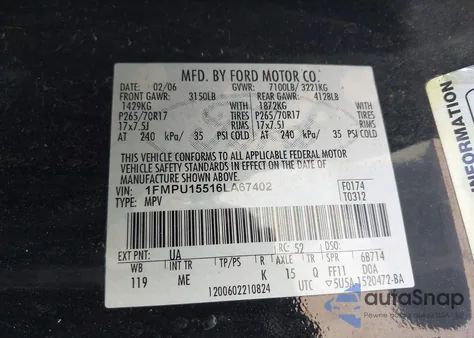 MFD. BY FORD MOTOR CO.
DATE: 02/06 GVWR: 7100LB/ 3221KG
FRONT GAWR: 3150LB REAR GAWR: 4128LB
1429KG 1872KG
P265/70R17 P265/70R17
17x7.5J 17x7.5J
AT 240 kPa/ 35 PSI COLD AT 240 kPa/ 35 PSI COLD
THIS VEHICLE CONFORMS TO ALL APPLICABLE FEDERAL MOTOR
VEHICLE SAFETY STANDARDS IN EFFECT ON THE DATE OF
MANUFACTURE SHOWN ABOVE.
VIN: 1FMPU15516LA67402 F0174
TYPE: MPV T0312
EXT PNT: UA RC: 52 DSO:
WB INT TR TP/PS R AXLE TR SPR 6B714
119 ME K 15 Q FF11 DOA
1200602210824 UTC ▽5U5A-1520472-BA
INFORMATION
autoSnap